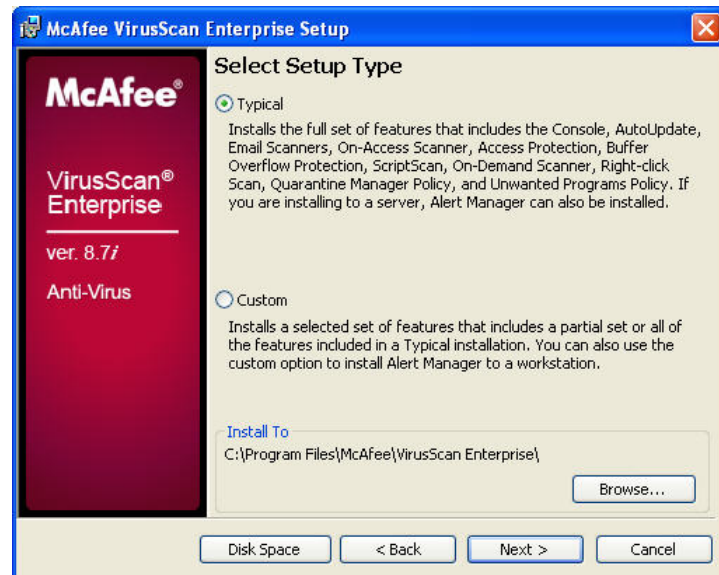 McAfee VirusScan Enterprise Setup
McAfee®
VirusScan®
Enterprise
ver. 8.7i
Anti-Virus
Select Setup Type
Typical
Installs the full set of features that includes the Console, AutoUpdate,
Email Scanners, On-Access Scanner, Access Protection, Buffer
Overflow Protection, ScriptScan, On-Demand Scanner, Right-click
Scan, Quarantine Manager Policy, and Unwanted Programs Policy. If
you are installing to a server, Alert Manager can also be installed.
Custom
Installs a selected set of features that includes a partial set or all of
the features included in a Typical installation. You can also use the
custom option to install Alert Manager to a workstation.
Install To
C:\Program Files\McAfee\VirusScan Enterprise\
Browse...
Disk Space
< Back
Next >
Cancel